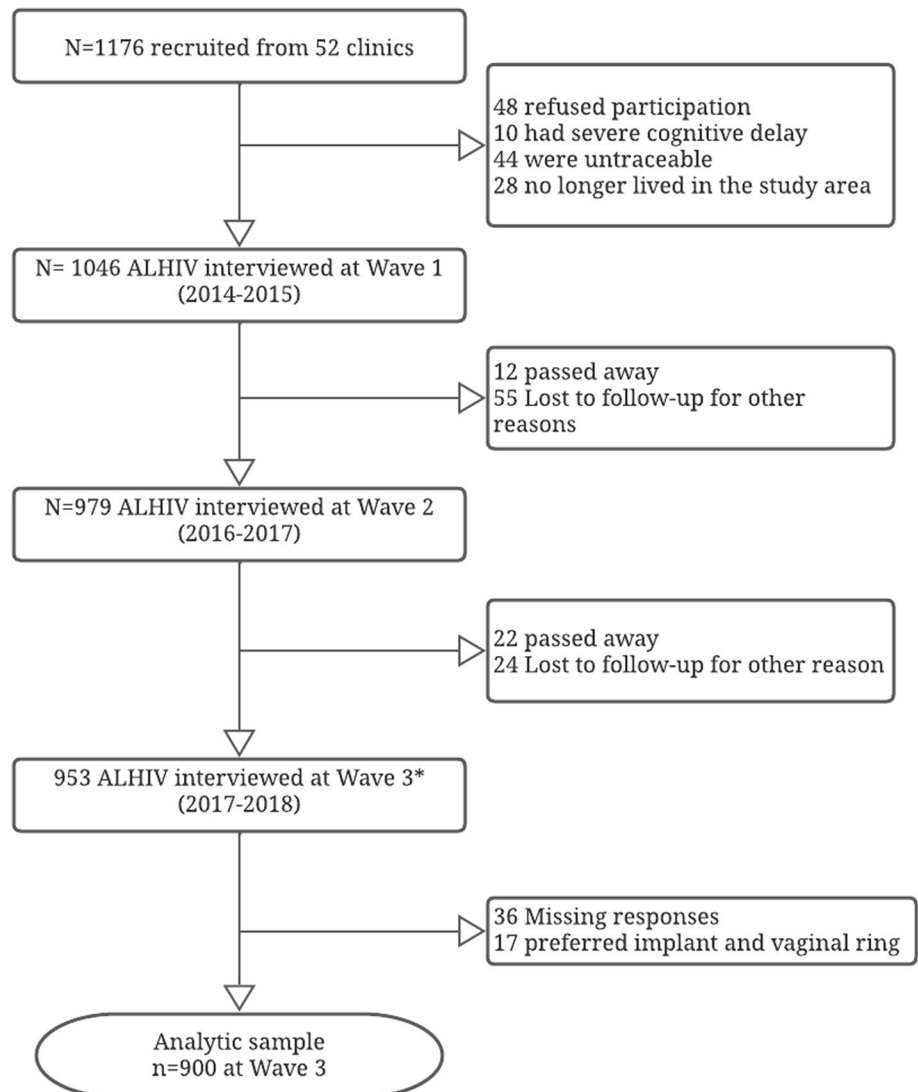 N=1176 recruited from 52 clinics
48 refused participation
10 had severe cognitive delay
44 were untraceable
28 no longer lived in the study area
N= 1046 ALHIV interviewed at Wave 1
(2014-2015)
12 passed away
55 Lost to follow-up for other
reasons
N=979 ALHIV interviewed at Wave 2
(2016-2017)
22 passed away
24 Lost to follow-up for other reason
953 ALHIV interviewed at Wave 3*
(2017-2018)
36 Missing responses
17 preferred implant and vaginal ring
Analytic sample
n=900 at Wave 3